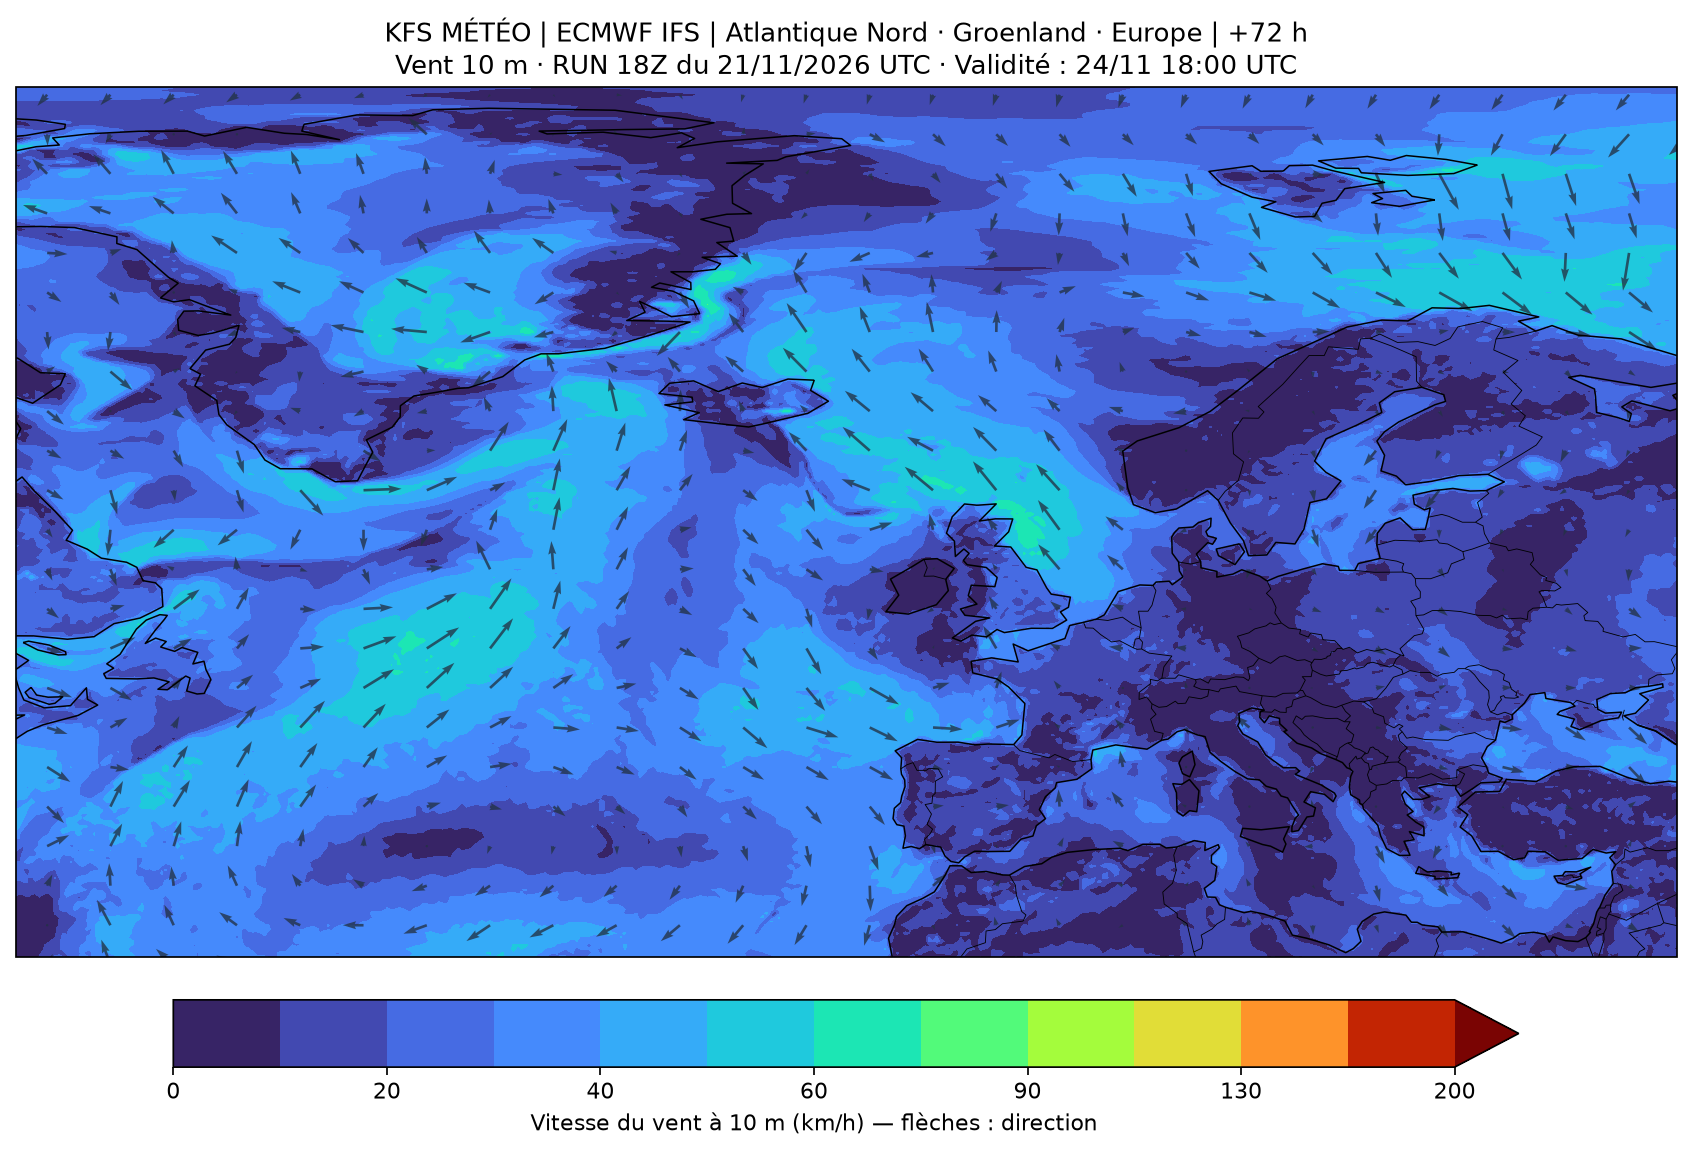 KFS MÉTÉO | ECMWF IFS | Atlantique Nord · Groenland · Europe | +72 h
Vent 10 m · RUN 18Z du 21/11/2026 UTC · Validité : 24/11 18:00 UTC
0 20 40 60 90 130 200
Vitesse du vent à 10 m (km/h) — flèches : direction